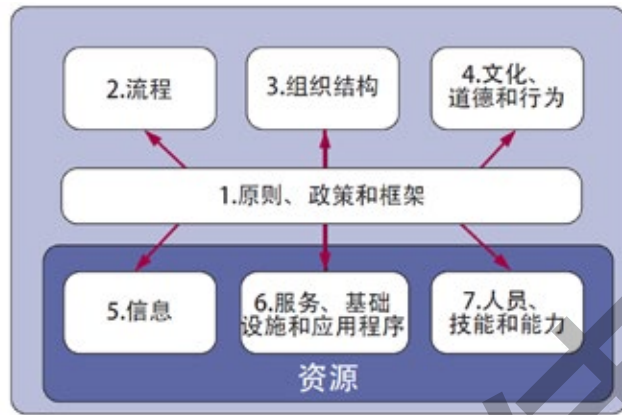 2.流程
3.组织结构
4.文化、
道德和行为
1.原则、政策和框架
5.信息
6.服务、基础
设施和应用程序
7.人员、
技能和能力
资源